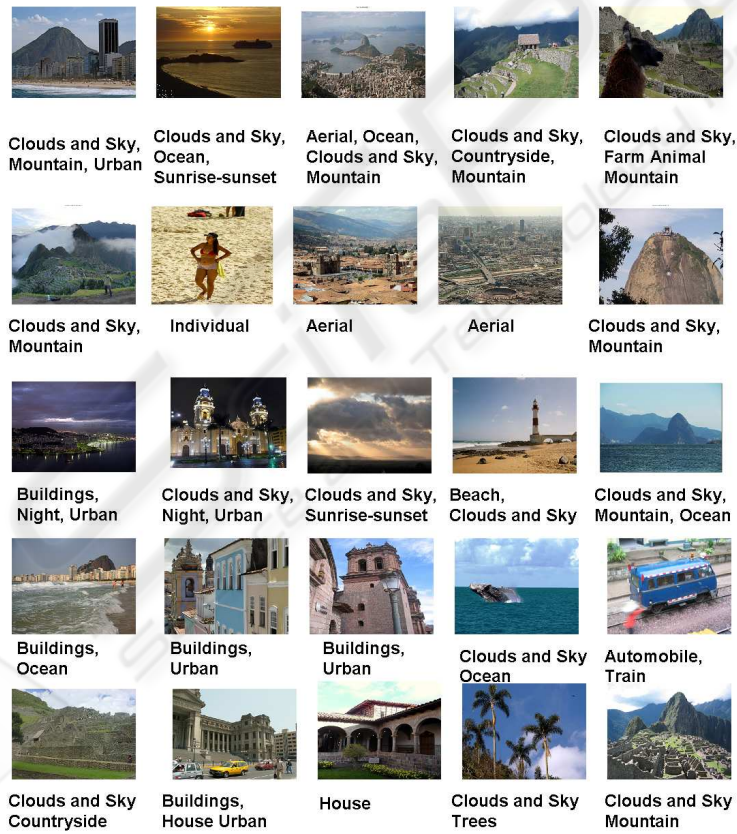 Clouds and Sky,
Mountain, Urban
Clouds and Sky,
Ocean,
Sunrise-sunset
Aerial, Ocean,
Clouds and Sky,
Mountain
Clouds and Sky,
Countryside,
Mountain
Clouds and Sky,
Farm Animal
Mountain
Clouds and Sky,
Mountain
Individual
Aerial
Aerial
Clouds and Sky,
Mountain
Buildings,
Night, Urban
Clouds and Sky,
Night, Urban
Clouds and Sky,
Sunrise-sunset
Beach,
Clouds and Sky
Clouds and Sky,
Mountain, Ocean
Buildings,
Ocean
Buildings,
Urban
Buildings,
Urban
Clouds and Sky
Ocean
Automobile,
Train
Clouds and Sky
Countryside
Buildings,
House Urban
House
Clouds and Sky
Trees
Clouds and Sky
Mountain